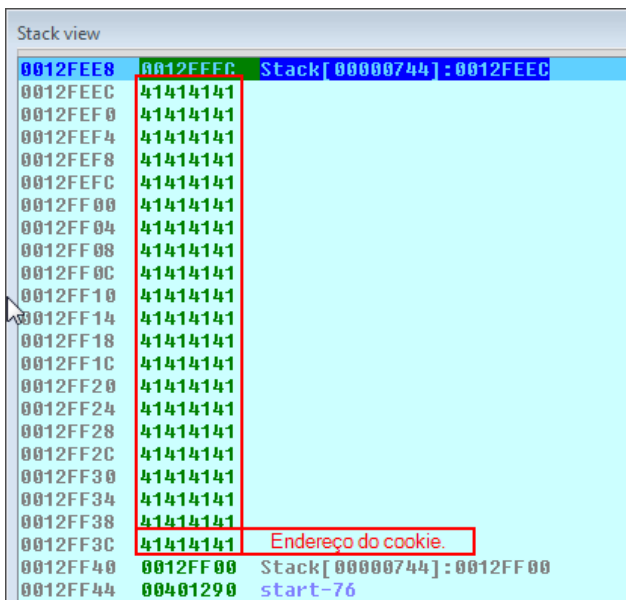 Stack view
0012FEE8 0012FEEC Stack[00000744]:0012FEEC
0012FEEC 41414141
0012FEF0 41414141
0012FEF4 41414141
0012FEF8 41414141
0012FEFC 41414141
0012FF00 41414141
0012FF04 41414141
0012FF08 41414141
0012FF0C 41414141
0012FF10 41414141
0012FF14 41414141
0012FF18 41414141
0012FF1C 41414141
0012FF20 41414141
0012FF24 41414141
0012FF28 41414141
0012FF2C 41414141
0012FF30 41414141
0012FF34 41414141
0012FF38 41414141
0012FF3C 41414141 Endereço do cookie.
0012FF40 0012FF00 Stack[00000744]:0012FF00
0012FF44 00401290 start-76